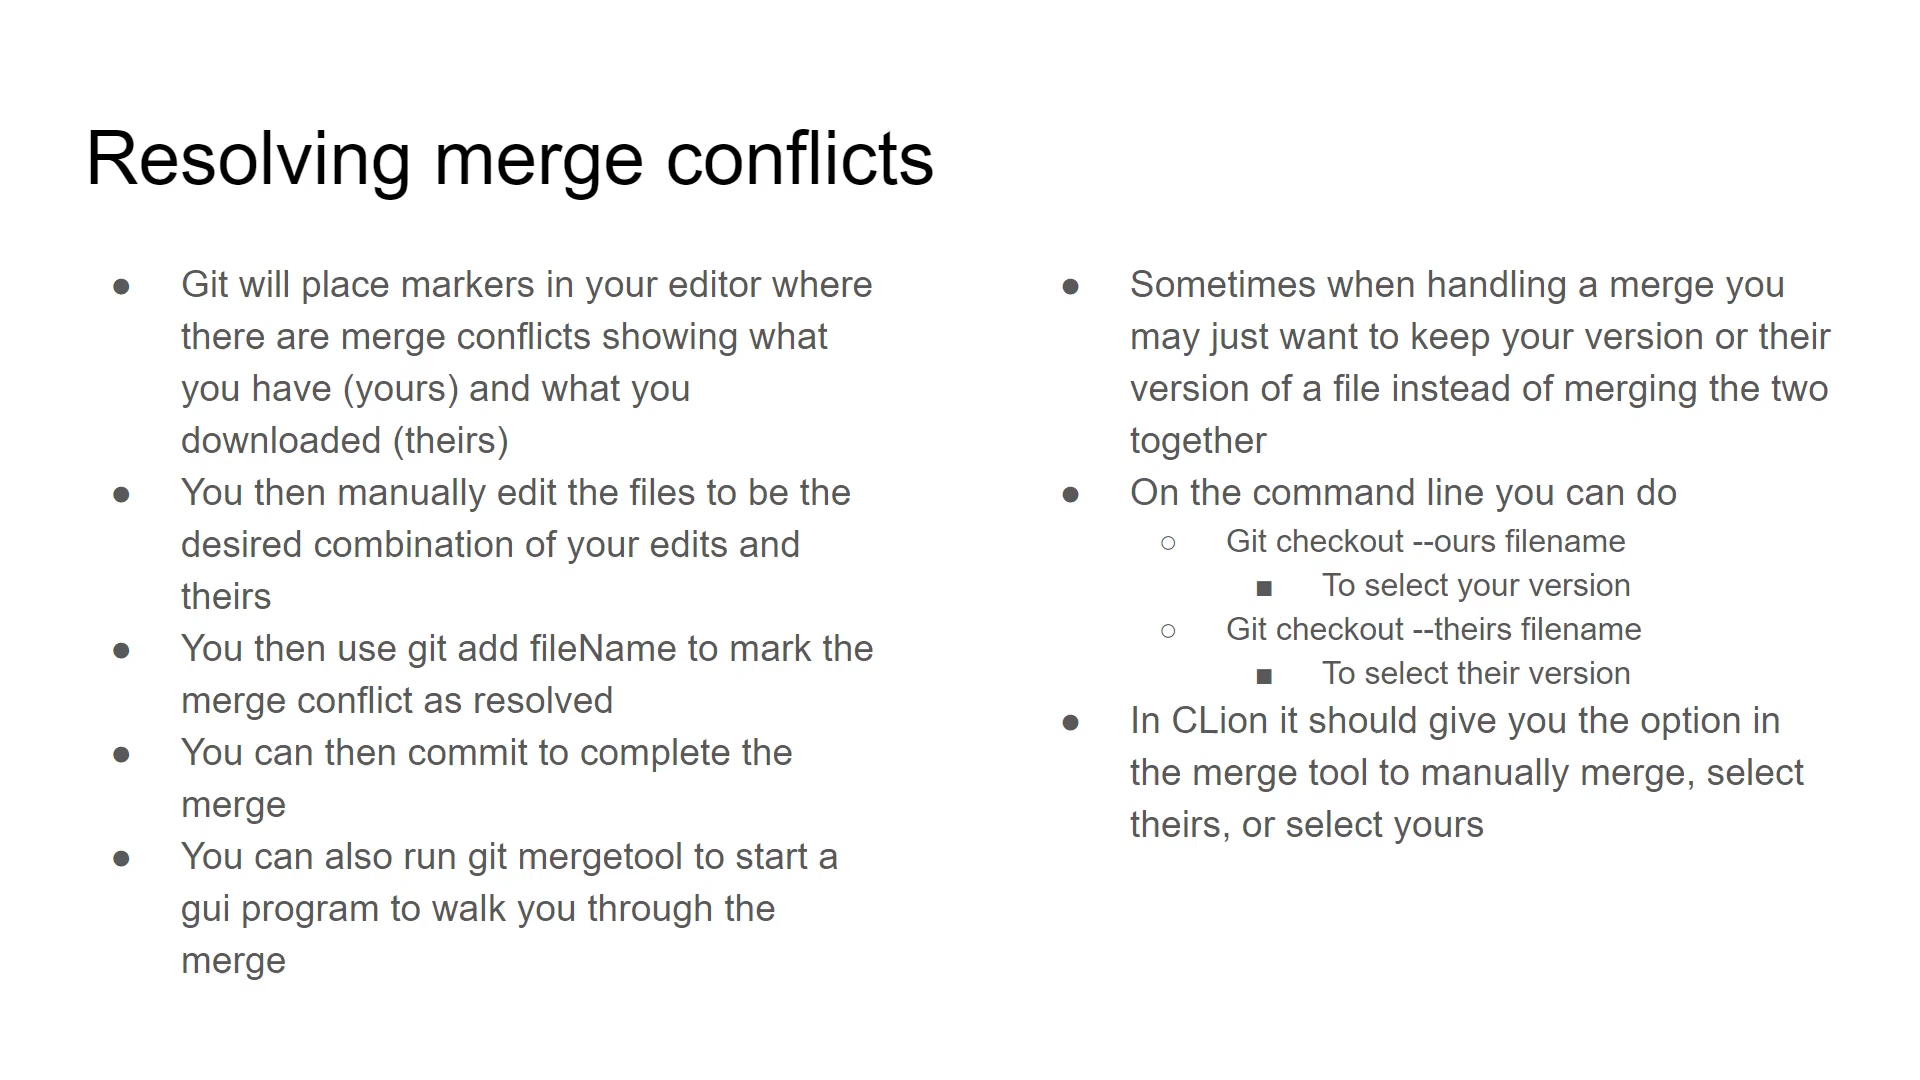 Resolving merge conflicts
● Git will place markers in your editor where
there are merge conflicts showing what
you have (yours) and what you
downloaded (theirs)
● You then manually edit the files to be the
desired combination of your edits and
theirs
● You then use git add fileName to mark the
merge conflict as resolved
● You can then commit to complete the
merge
● You can also run git mergetool to start a
gui program to walk you through the
merge
● Sometimes when handling a merge you
may just want to keep your version or their
version of a file instead of merging the two
together
● On the command line you can do
○ Git checkout --ours filename
■ To select your version
○ Git checkout --theirs filename
■ To select their version
● In CLion it should give you the option in
the merge tool to manually merge, select
theirs, or select yours